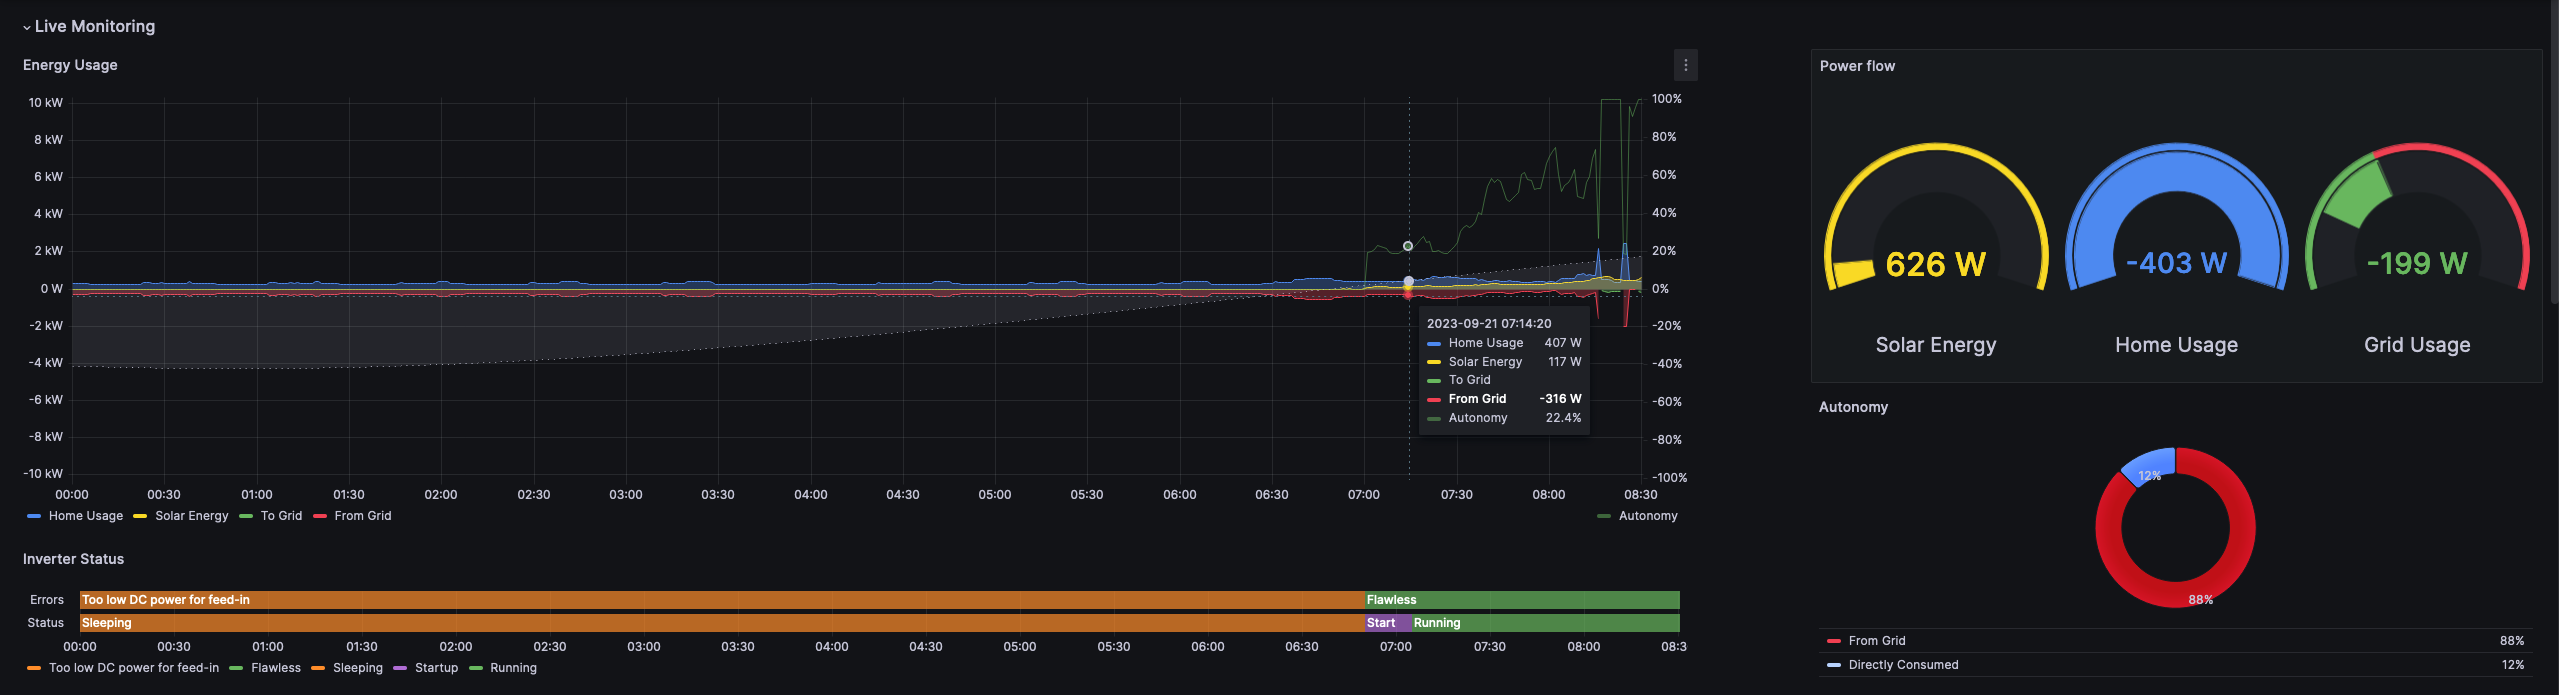 Live Monitoring
Energy Usage
10 kW
8 kW
6 kW
4 kW
2 kW
0 W
-2 kW
-4 kW
-6 kW
-8 kW
-10 kW
100%
80%
60%
40%
20%
0%
-20%
-40%
-60%
-80%
-100%
2023-09-21 07:14:20
Home Usage 407 W
Solar Energy 117 W
To Grid
From Grid -316 W
Autonomy 22.4%
00:00 00:30 01:00 01:30 02:00 02:30 03:00 03:30 04:00 04:30 05:00 05:30 06:00 06:30 07:00 07:30 08:00 08:30
Home Usage Solar Energy To Grid From Grid Autonomy
Inverter Status
Errors Too low DC power for feed-in Flawless
Status Sleeping Start Running
00:00 00:30 01:00 01:30 02:00 02:30 03:00 03:30 04:00 04:30 05:00 05:30 06:00 06:30 07:00 07:30 08:00 08:3
Too low DC power for feed-in Flawless Sleeping Startup Running
Power flow
626 W -403 W -199 W
Solar Energy Home Usage Grid Usage
Autonomy
12%
88%
From Grid 88%
Directly Consumed 12%